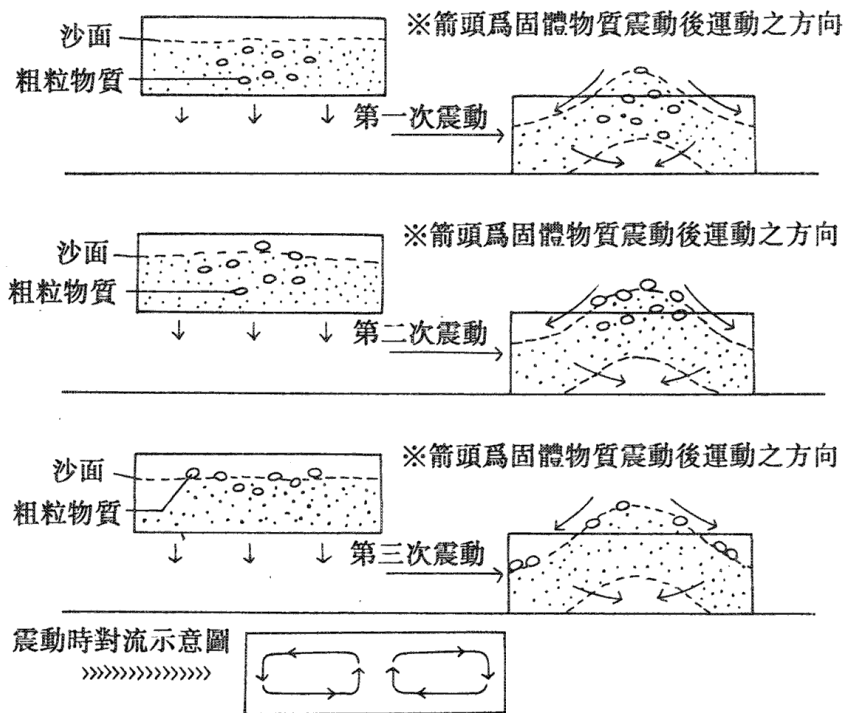 沙面
粗粒物質
※箭頭爲固體物質震動後運動之方向
第一次震動
沙面
粗粒物質
※箭頭爲固體物質震動後運動之方向
第二次震動
沙面
粗粒物質
※箭頭爲固體物質震動後運動之方向
第三次震動
震動時對流示意圖